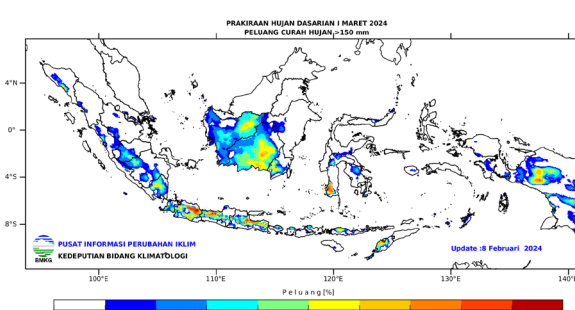 PRAKIRAAN HUJAN DASARIAN I MARET 2024
PELUANG CURAH HUJAN >150 mm
4°N
0°
4°S
8°S
PUSAT INFORMASI PERUBAHAN IKLIM
KEDEPUTIAN BIDANG KLIMATOLOGI
BMKG
Update :8 Februari 2024
100°E 110°E 120°E 130°E 140°
Peluang [%]